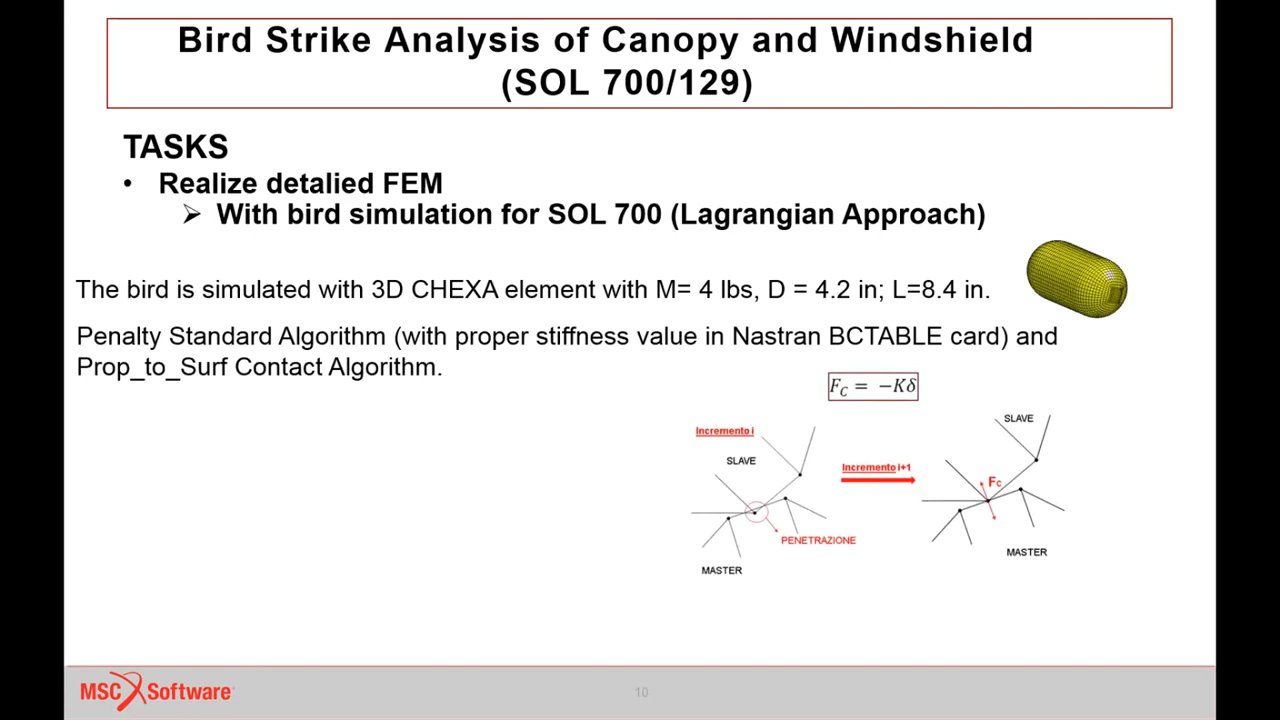 Bird Strike Analysis of Canopy and Windshield
(SOL 700/129)
TASKS
• Realize detalied FEM
➢ With bird simulation for SOL 700 (Lagrangian Approach)
The bird is simulated with 3D CHEXA element with M= 4 lbs, D = 4.2 in; L=8.4 in.
Penalty Standard Algorithm (with proper stiffness value in Nastran BCTABLE card) and
Prop_to_Surf Contact Algorithm.
F_C = −Kδ
Incremento i
SLAVE
PENETRAZIONE
MASTER
Incremento i+1
SLAVE
Fc
MASTER
MSC Software
10